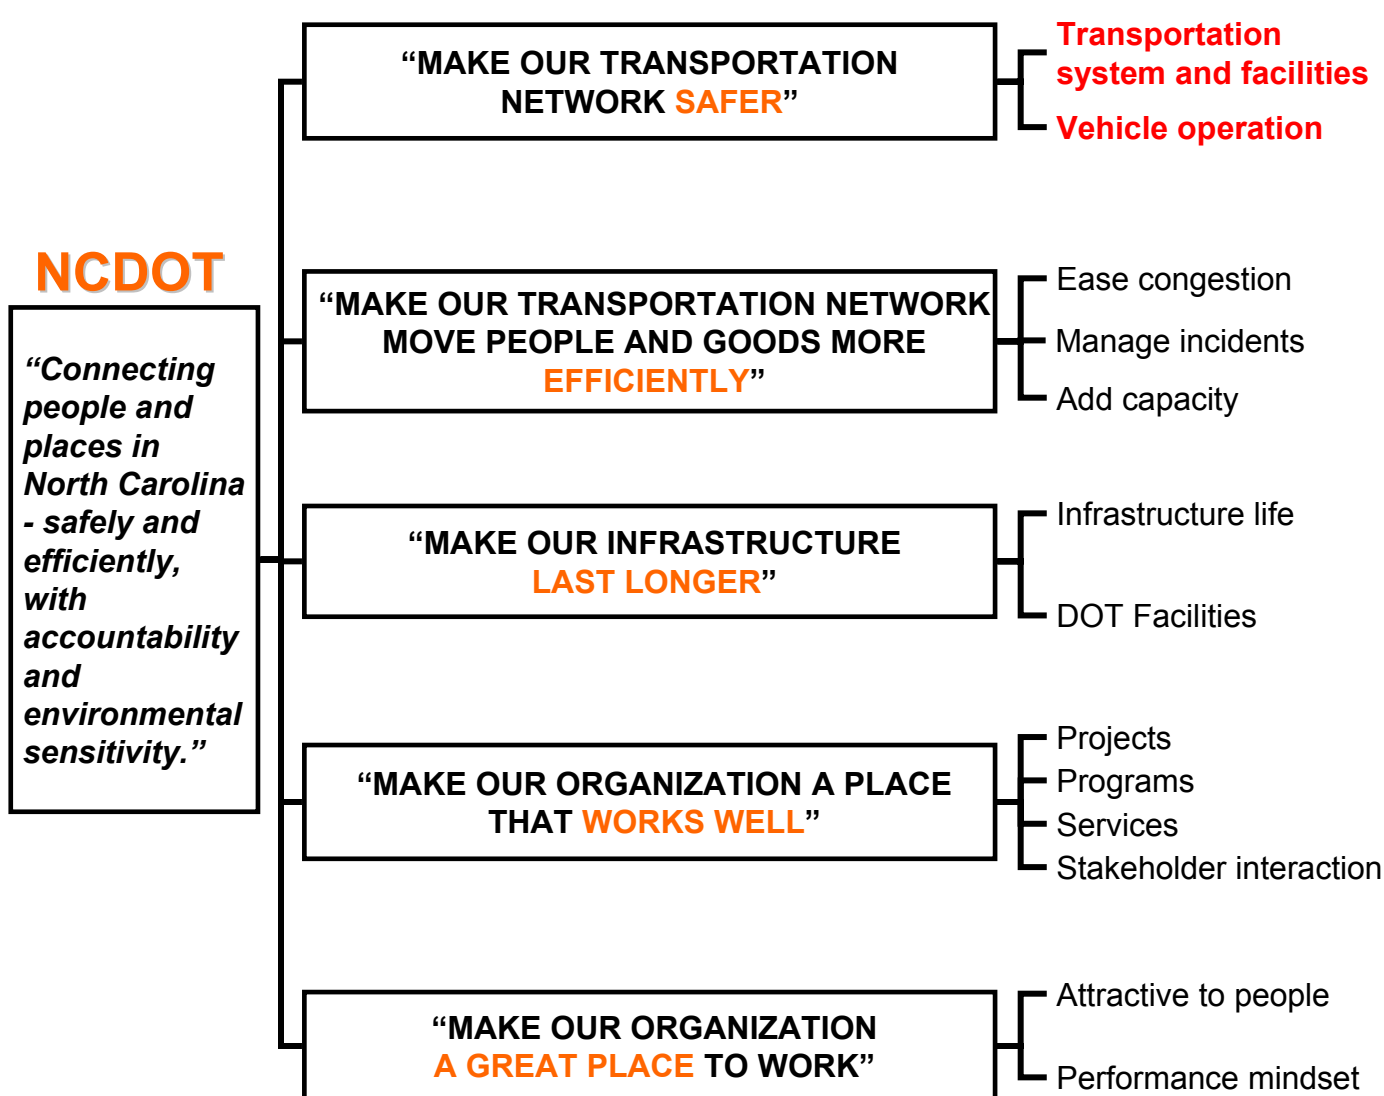 NCDOT
“Connecting
people and
places in
North Carolina
- safely and
efficiently,
with
accountability
and
environmental
sensitivity.”
“MAKE OUR TRANSPORTATION
NETWORK SAFER”
Transportation
system and facilities
Vehicle operation
“MAKE OUR TRANSPORTATION NETWORK
MOVE PEOPLE AND GOODS MORE
EFFICIENTLY”
Ease congestion
Manage incidents
Add capacity
“MAKE OUR INFRASTRUCTURE
LAST LONGER”
Infrastructure life
DOT Facilities
“MAKE OUR ORGANIZATION A PLACE
THAT WORKS WELL”
Projects
Programs
Services
Stakeholder interaction
“MAKE OUR ORGANIZATION
A GREAT PLACE TO WORK”
Attractive to people
Performance mindset